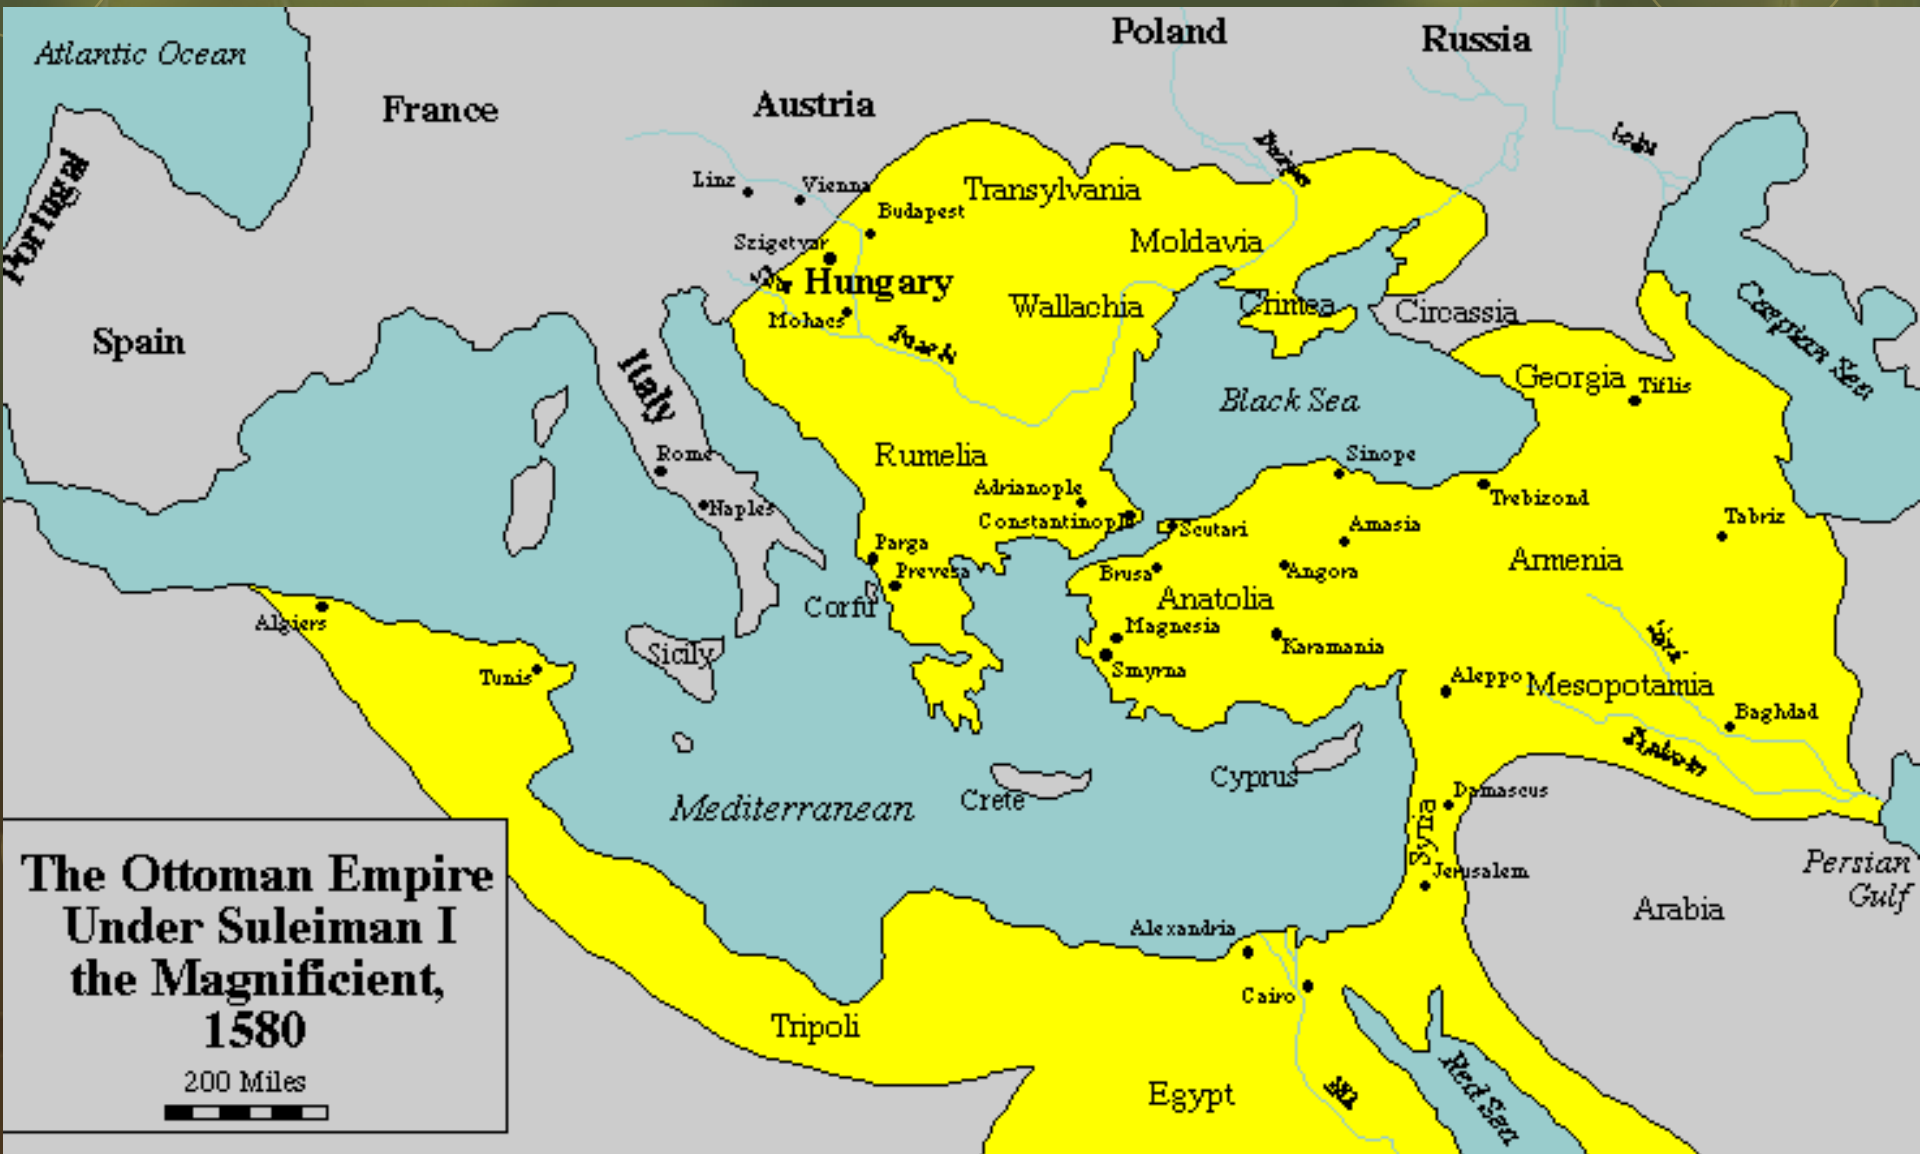 Atlantic Ocean
Poland
Russia
France
Austria
Portugal
Linz
Vienna
Transylvania
Budapest
Szigetvar
Moldavia
Hungary
Wallachia
Crimea
Circassia
Mohacs
Caspian Sea
Spain
Italy
Georgia
Tiflis
Black Sea
Rome
Rumelia
Sinope
Adrianople
Trebizond
Naples
Constantinople
Scutari
Amasia
Tabriz
Parga
Armenia
Prevesa
Brusa
Angora
Corfu
Anatolia
Algiers
Magnesia
Karamania
Sicily
Tunis
Smyrna
Aleppo
Mesopotamia
Baghdad
Cyprus
Crete
Mediterranean
Damascus
Syria
Jerusalem
Persian
Gulf
Arabia
Alexandria
Cairo
Tripoli
Egypt
Red Sea
The Ottoman Empire
Under Suleiman I
the Magnificient,
1580
200 Miles